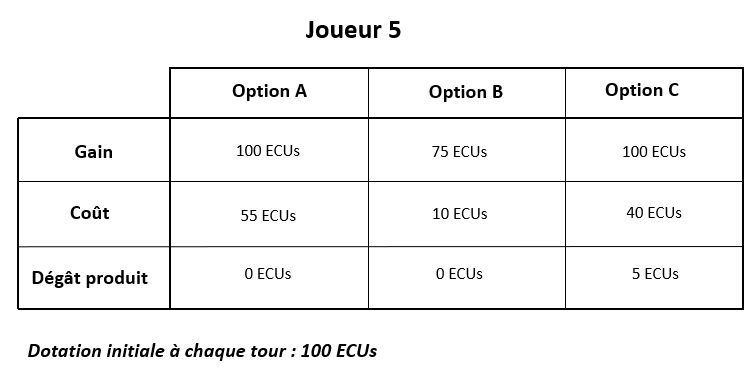 Joueur 5
Option A Option B Option C
Gain 100 ECUs 75 ECUs 100 ECUs
Coût 55 ECUs 10 ECUs 40 ECUs
Dégât produit 0 ECUs 0 ECUs 5 ECUs
Dotation initiale à chaque tour : 100 ECUs